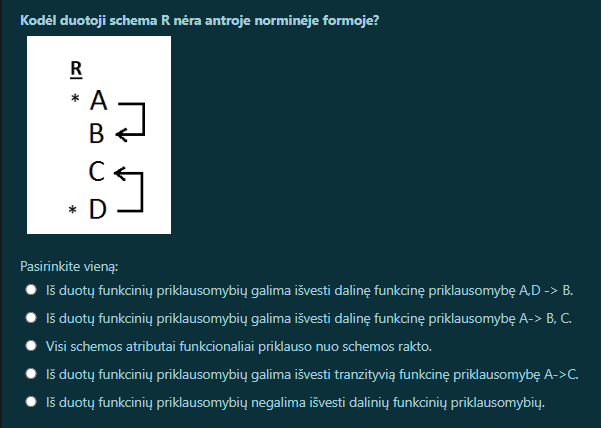 Kodėl duotoji schema R nėra antroje norminėje formoje?
R
* A
B
C
* D
Pasirinkite vieną:
Iš duotų funkcinių priklausomybių galima išvesti dalinę funkcinę priklausomybę A,D -> B.
Iš duotų funkcinių priklausomybių galima išvesti dalinę funkcinę priklausomybę A-> B, C.
Visi schemos atributai funkcionaliai priklauso nuo schemos rakto.
Iš duotų funkcinių priklausomybių galima išvesti tranzityvią funkcinę priklausomybę A->C.
Iš duotų funkcinių priklausomybių negalima išvesti dalinių funkcinių priklausomybių.